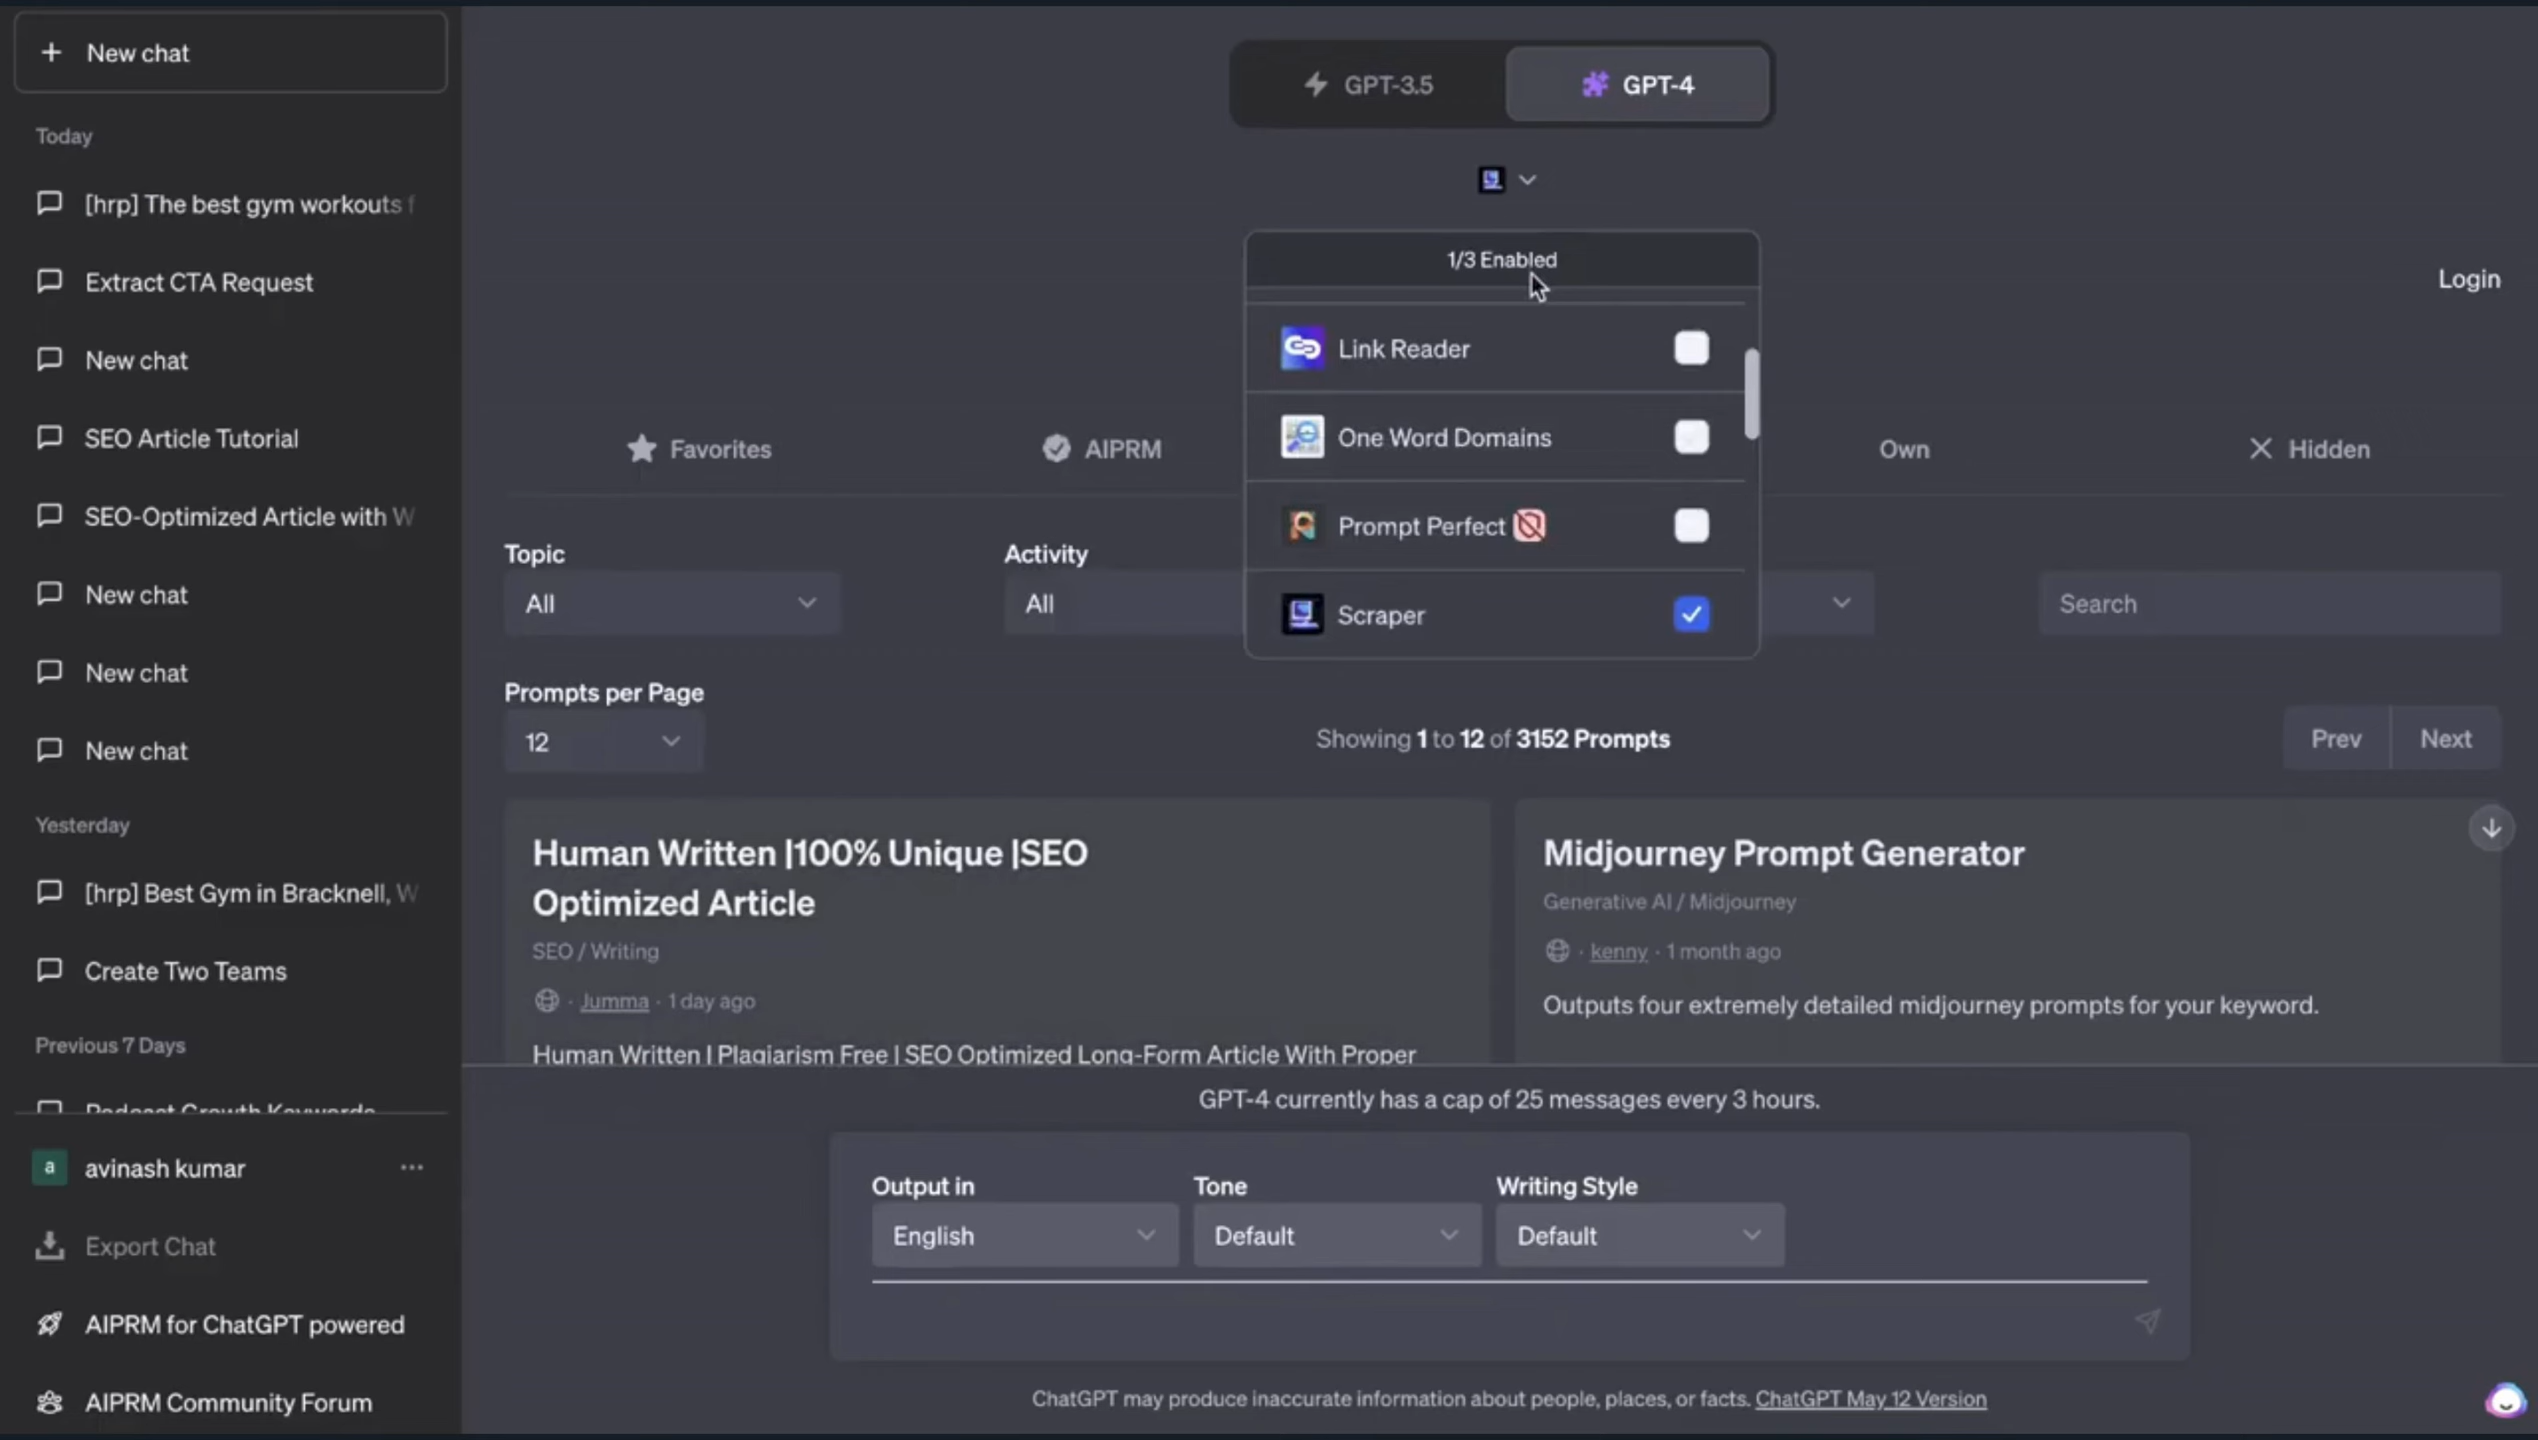 New chat
Today
[hrp] The best gym workouts f
Extract CTA Request
New chat
SEO Article Tutorial
SEO-Optimized Article with W
New chat
New chat
New chat
Yesterday
[hrp] Best Gym in Bracknell, W
Create Two Teams
Previous 7 Days
Podcast Growth Keywords
a avinash kumar
Export Chat
AIPRM for ChatGPT powered
AIPRM Community Forum
GPT-3.5 GPT-4
1/3 Enabled
Link Reader
One Word Domains
Prompt Perfect
Scraper
Login
Favorites AIPRM Own Hidden
Topic Activity
All All Search
Prompts per Page
12 Showing 1 to 12 of 3152 Prompts Prev Next
Human Written |100% Unique |SEO
Optimized Article
SEO / Writing
· Jumma · 1 day ago
Human Written | Plagiarism Free | SEO Optimized Long-Form Article With Proper
Midjourney Prompt Generator
Generative AI / Midjourney
· kenny · 1 month ago
Outputs four extremely detailed midjourney prompts for your keyword.
GPT-4 currently has a cap of 25 messages every 3 hours.
Output in Tone Writing Style
English Default Default
ChatGPT may produce inaccurate information about people, places, or facts. ChatGPT May 12 Version